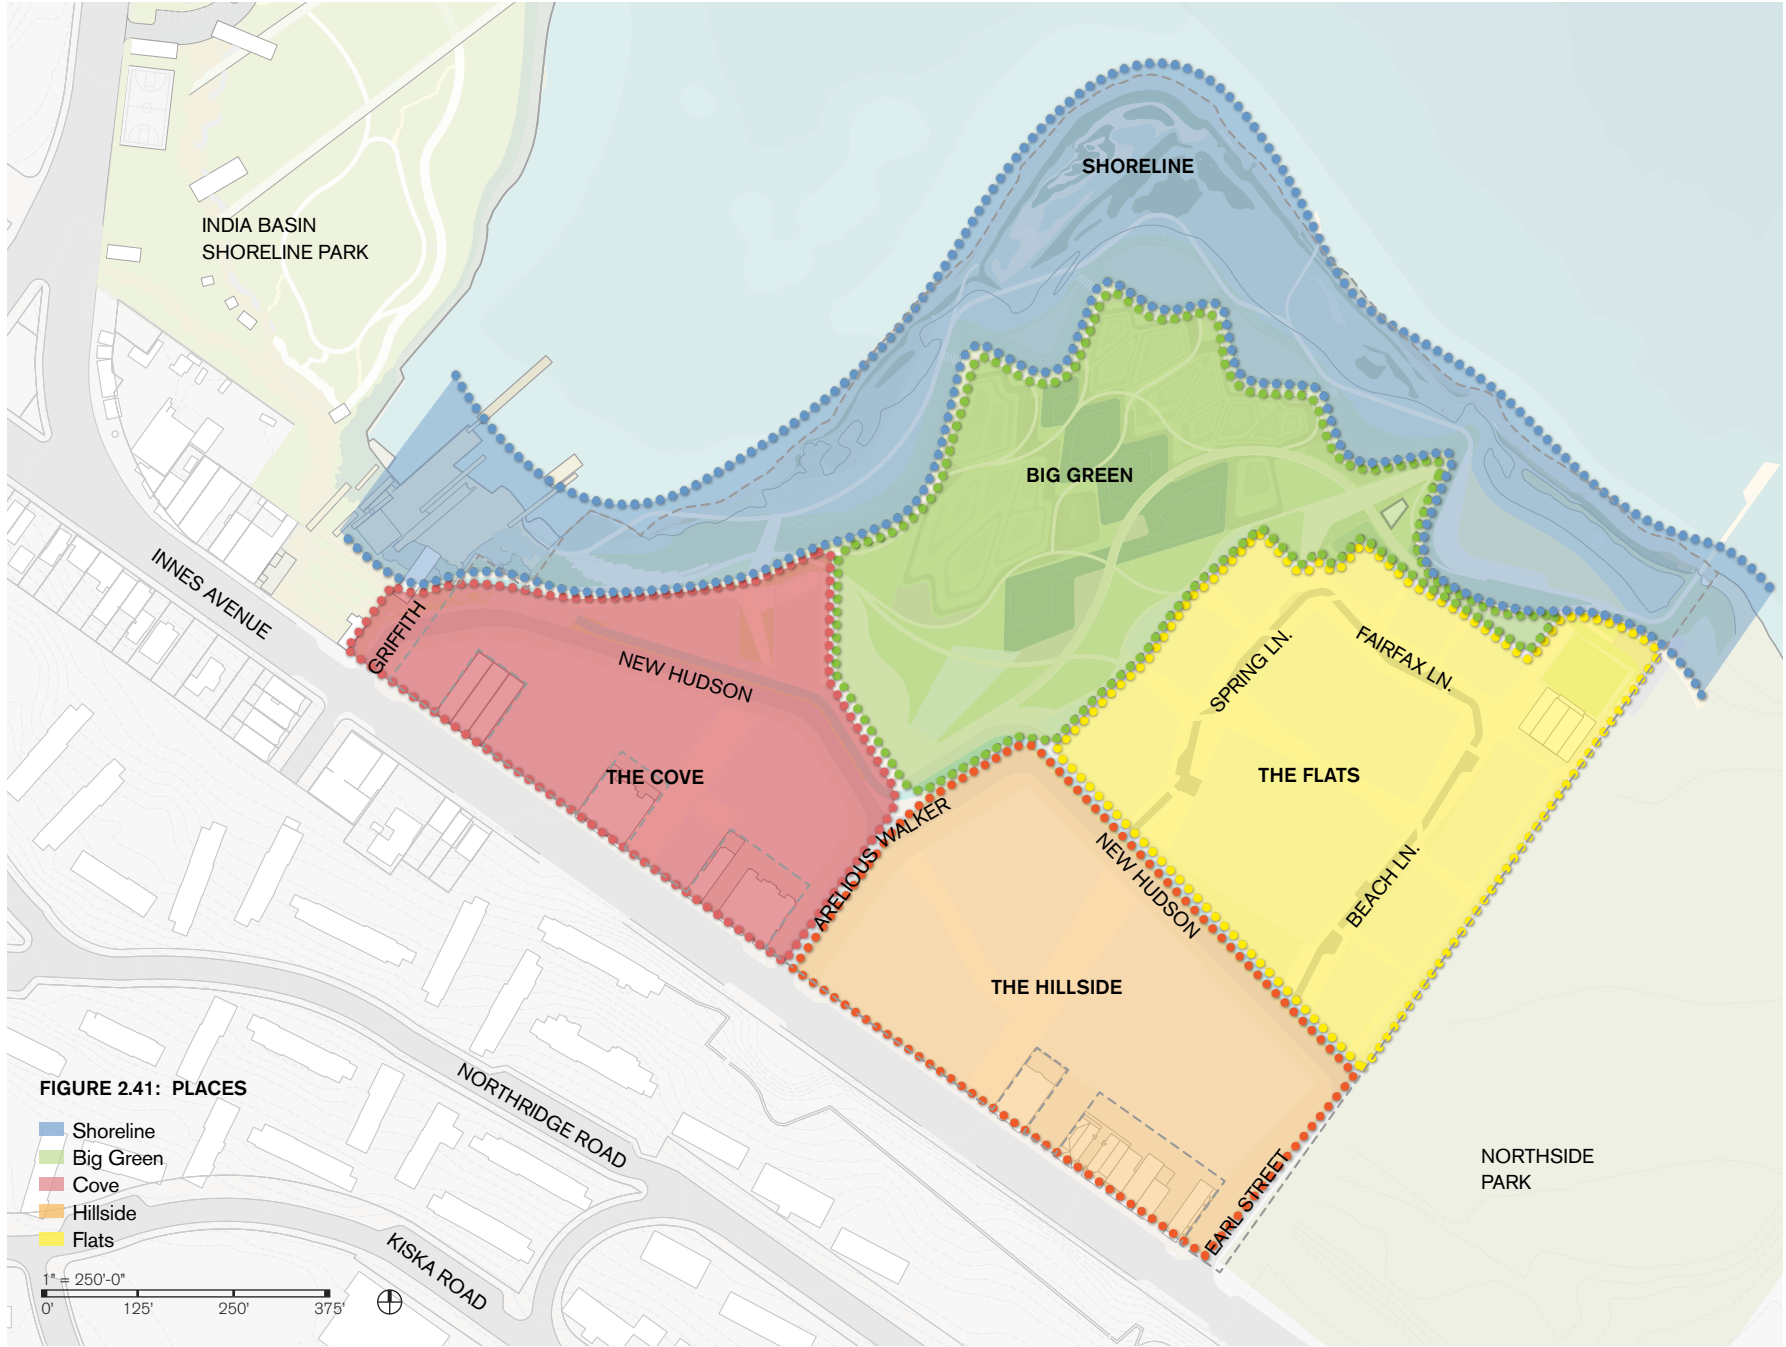 SHORELINE
INDIA BASIN
SHORELINE PARK
BIG GREEN
INNES AVENUE
GRIFFITH
NEW HUDSON
SPRING LN.
FAIRFAX LN.
THE COVE
THE FLATS
ARELIOUS WALKER
NEW HUDSON
BEACH LN.
THE HILLSIDE
NORTHRIDGE ROAD
EARL STREET
NORTHSIDE
PARK
KISKA ROAD
FIGURE 2.41: PLACES
Shoreline
Big Green
Cove
Hillside
Flats
1" = 250'-0"
0' 125' 250' 375'